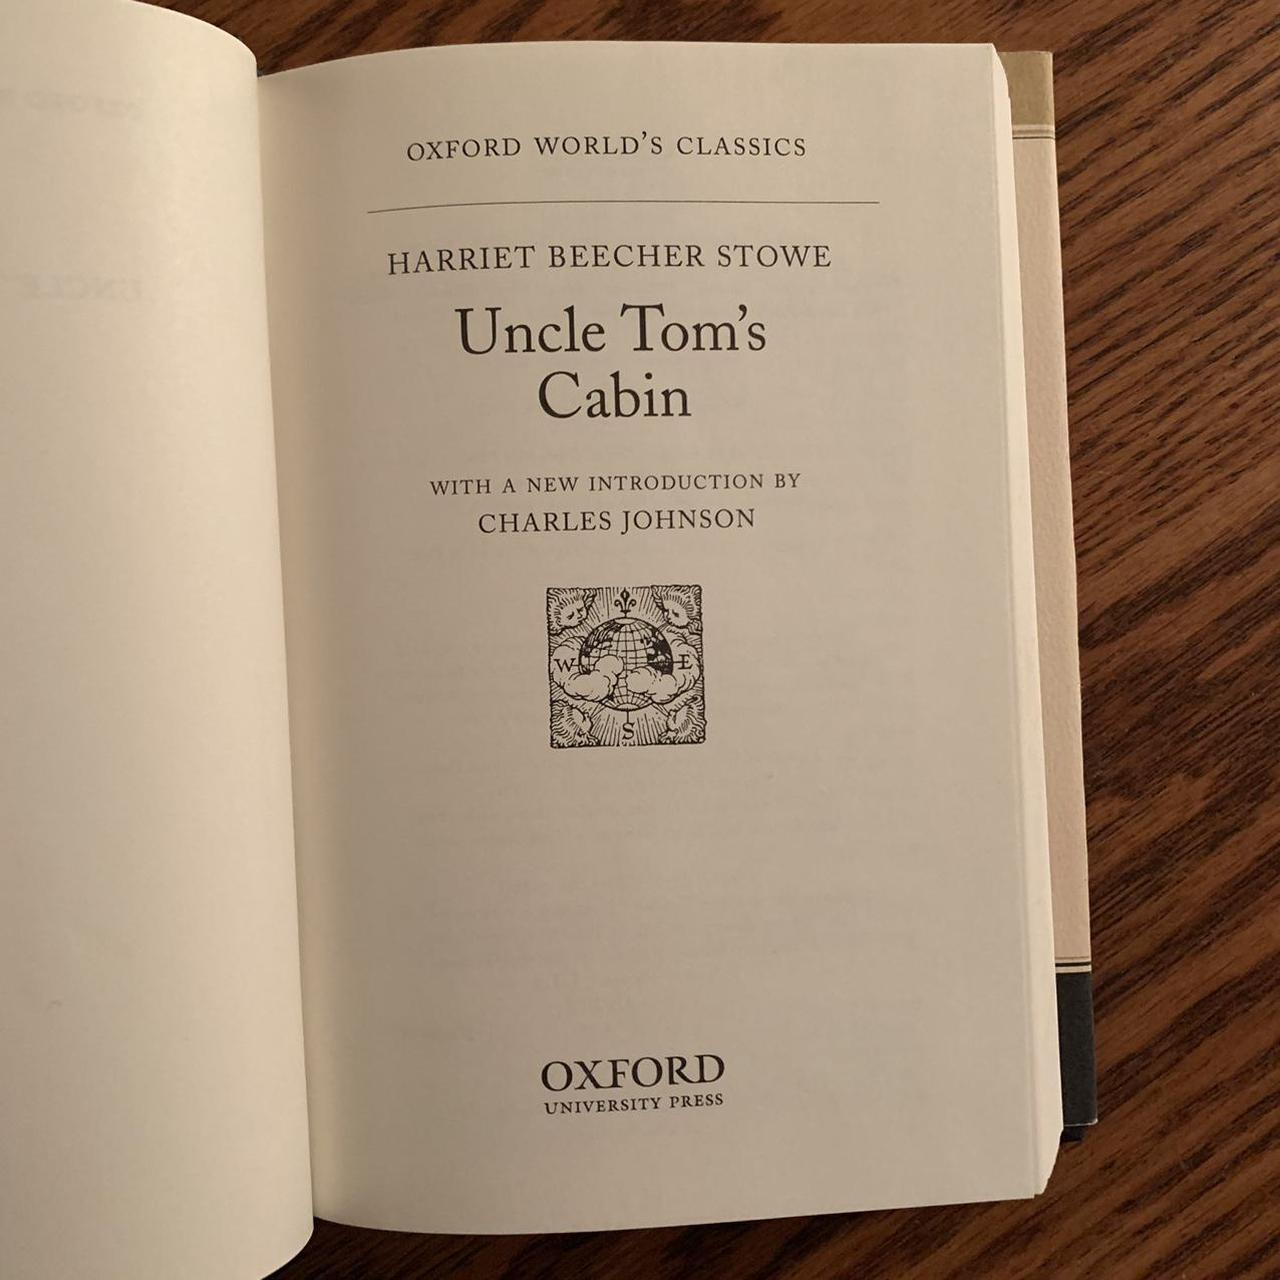 OXFORD WORLD'S CLASSICS
HARRIET BEECHER STOWE
Uncle Tom's
Cabin
WITH A NEW INTRODUCTION BY
CHARLES JOHNSON
W E
S
OXFORD
UNIVERSITY PRESS